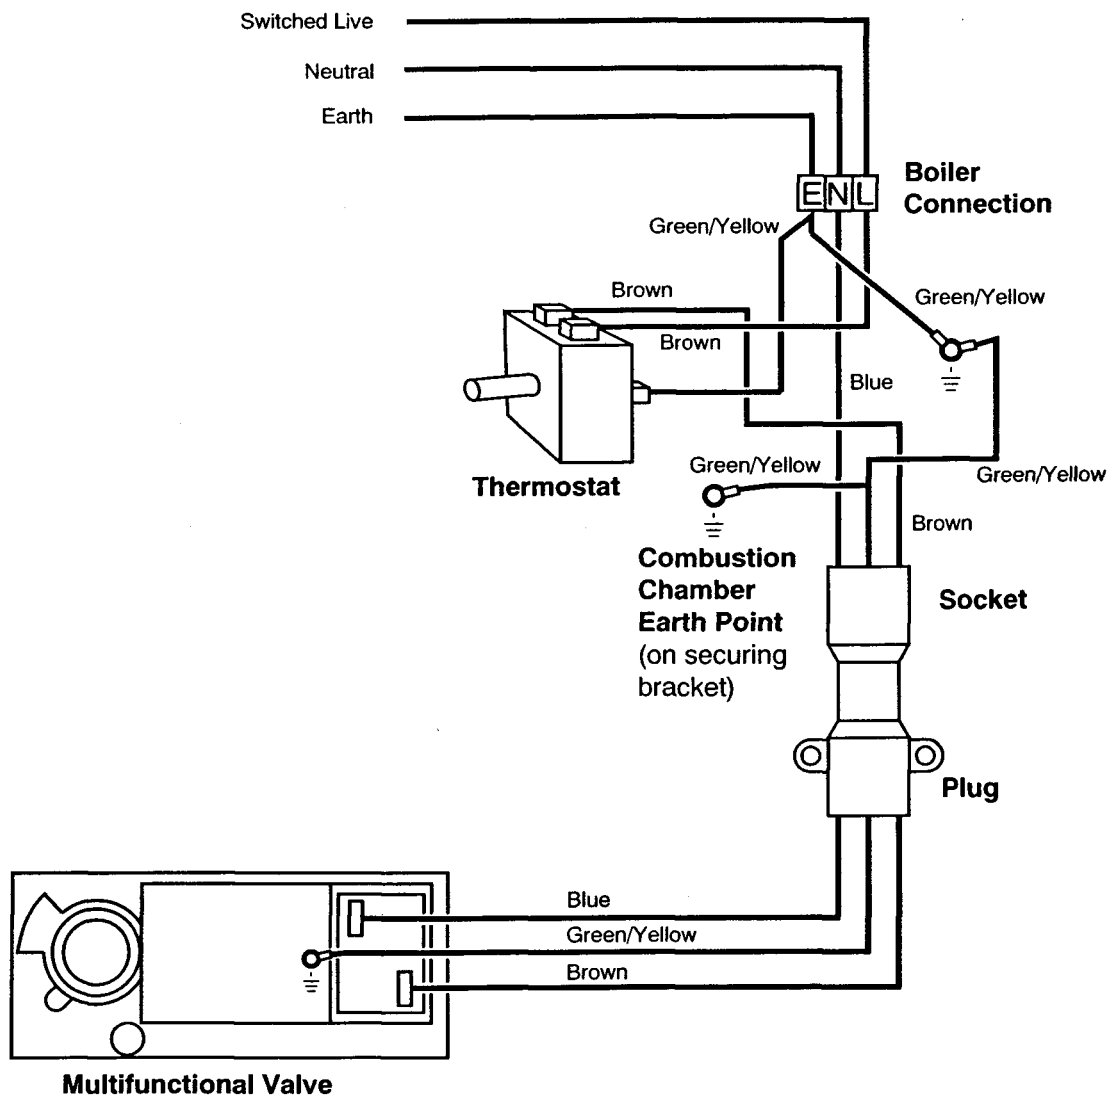 Switched Live
Neutral
Earth
Boiler
Connection
E N L
Green/Yellow
Brown
Green/Yellow
Brown
Blue
Green/Yellow
Green/Yellow
Thermostat
Brown
Combustion
Chamber
Earth Point
(on securing
bracket)
Socket
Plug
Blue
Green/Yellow
Brown
Multifunctional Valve